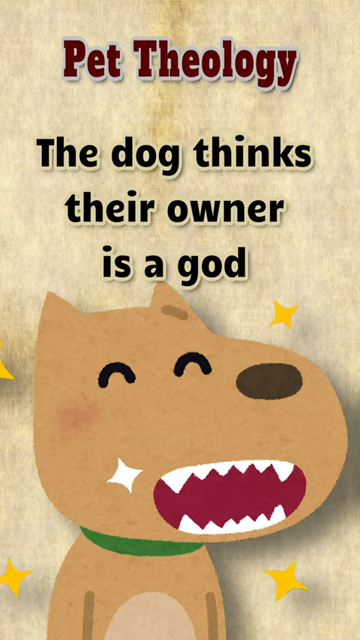 Pet Theology
The dog thinks
their owner
is a god